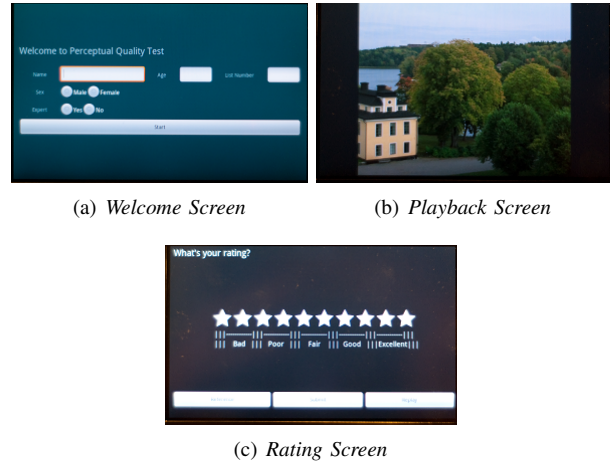 Welcome to Perceptual Quality Test
Name Age List Number
Sex Male Female
Expert Yes No
Start
(a) Welcome Screen
(b) Playback Screen
What's your rating?
||| ——— ||| ——— ||| ——— ||| ——— ||| ——— |||
||| Bad ||| Poor ||| Fair ||| Good |||Excellent|||
Submit Replay
(c) Rating Screen